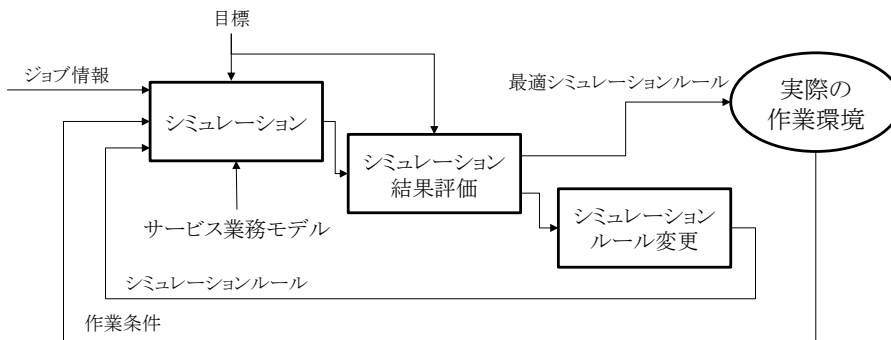 目標
ジョブ情報
シミュレーション
最適シミュレーションルール
実際の
作業環境
シミュレーション
結果評価
サービス業務モデル
シミュレーション
ルール変更
シミュレーションルール
作業条件